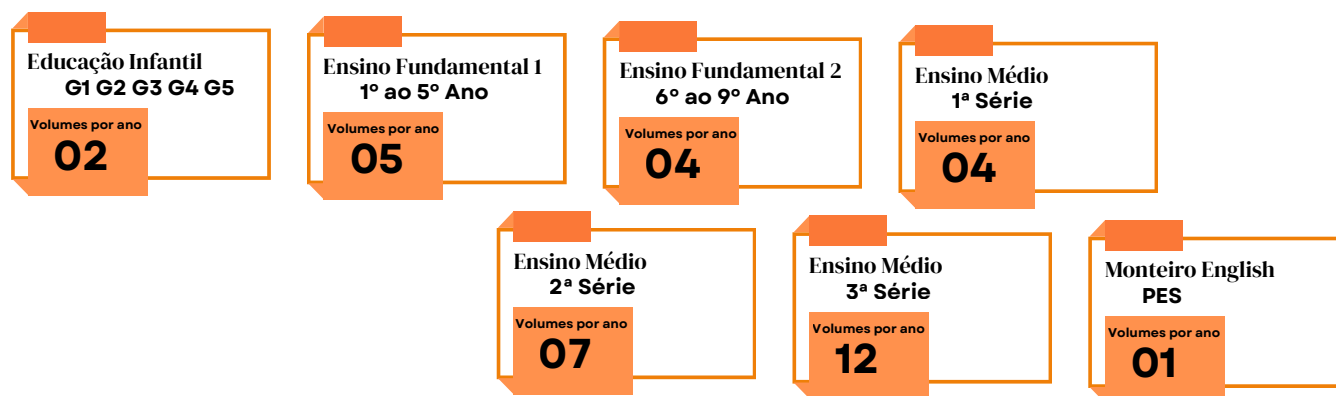 Educação Infantil
G1 G2 G3 G4 G5
Volumes por ano
02
Ensino Fundamental 1
1º ao 5º Ano
Volumes por ano
05
Ensino Fundamental 2
6º ao 9º Ano
Volumes por ano
04
Ensino Médio
1ª Série
Volumes por ano
04
Ensino Médio
2ª Série
Volumes por ano
07
Ensino Médio
3ª Série
Volumes por ano
12
Monteiro English
PES
Volumes por ano
01